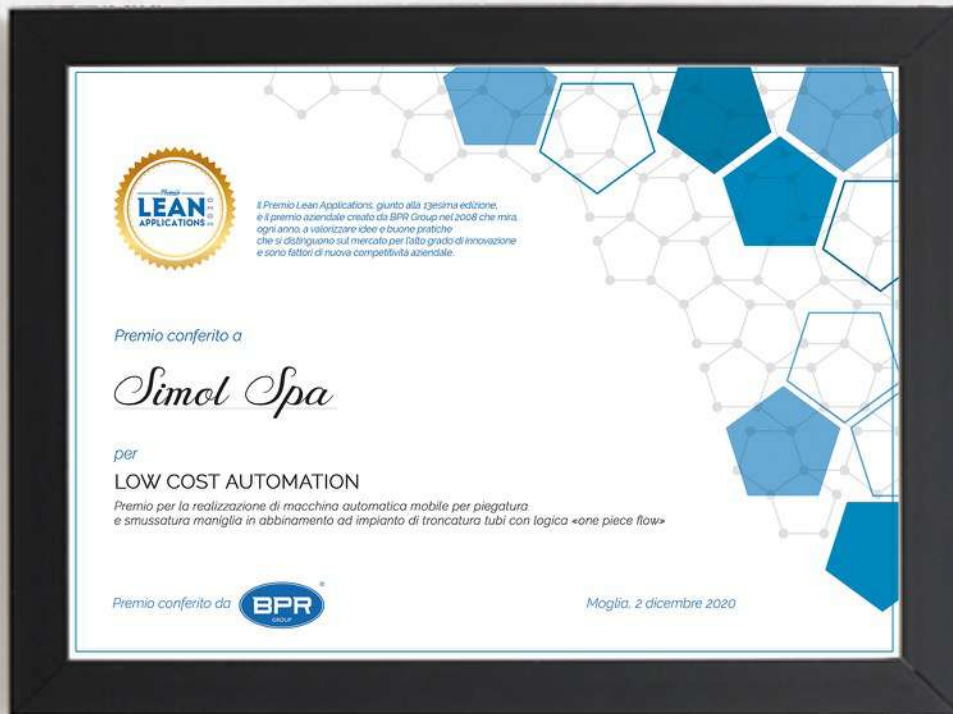 Premio
LEAN
APPLICATIONS
2020
Il Premio Lean Applications, giunto alla 13esima edizione,
è il premio aziendale creato da BPR Group nel 2008 che mira,
ogni anno, a valorizzare idee e buone pratiche
che si distinguono sul mercato per l'alto grado di innovazione
e sono fattori di nuova competitività aziendale.
Premio conferito a
Simol Spa
per
LOW COST AUTOMATION
Premio per la realizzazione di macchina automatica mobile per piegatura
e smussatura maniglia in abbinamento ad impianto di troncatura tubi con logica «one piece flow»
Premio conferito da
BPR
GROUP
®
Moglia, 2 dicembre 2020